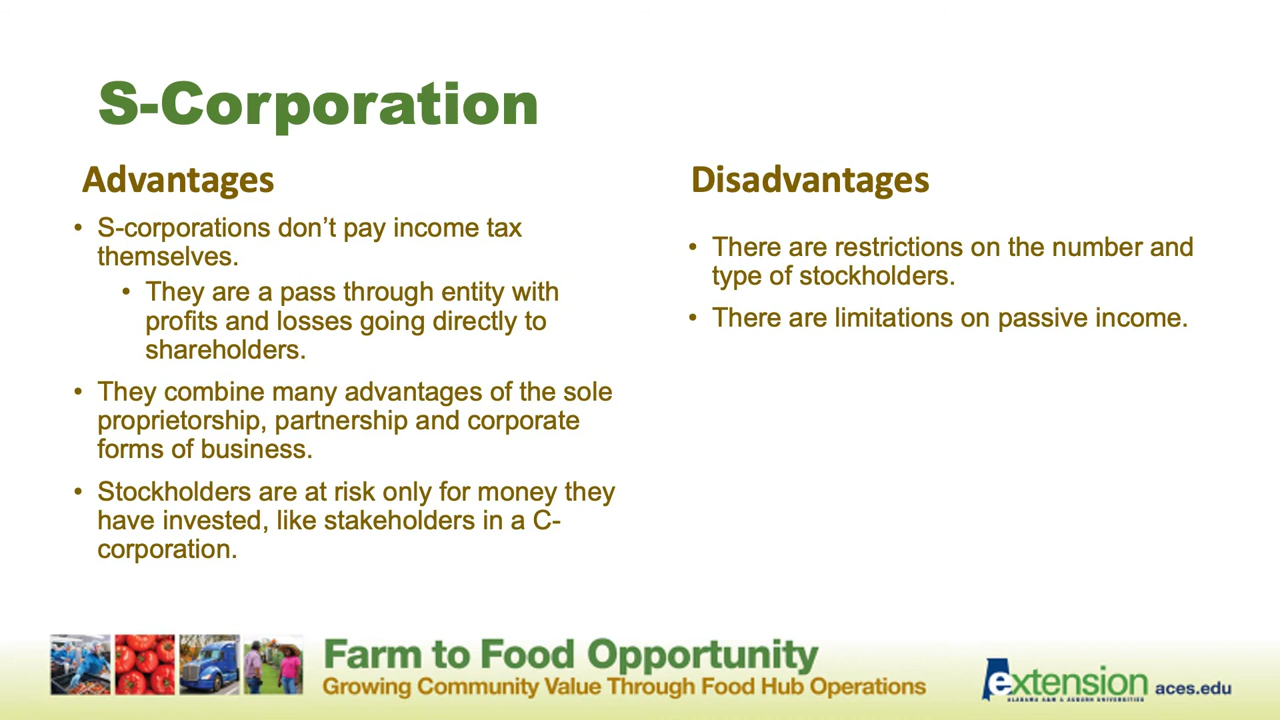 S-Corporation
Advantages
• S-corporations don’t pay income tax
themselves.
• They are a pass through entity with
profits and losses going directly to
shareholders.
• They combine many advantages of the sole
proprietorship, partnership and corporate
forms of business.
• Stockholders are at risk only for money they
have invested, like stakeholders in a C-
corporation.
Disadvantages
• There are restrictions on the number and
type of stockholders.
• There are limitations on passive income.
Farm to Food Opportunity
Growing Community Value Through Food Hub Operations
extension
ALABAMA A&M & AUBURN UNIVERSITIES
aces.edu